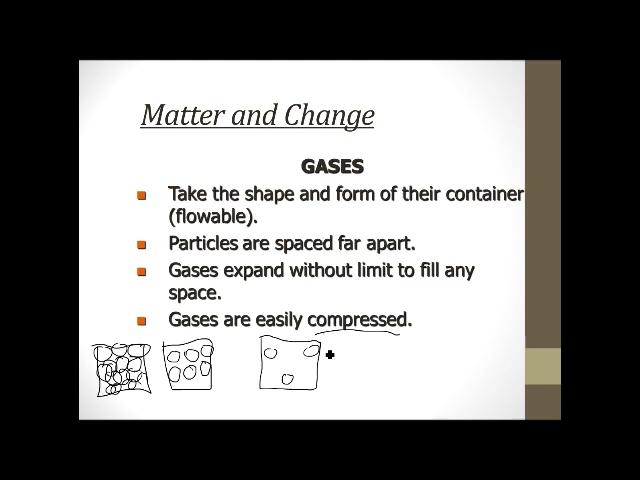 Matter and Change
GASES
Take the shape and form of their container
(flowable).
Particles are spaced far apart.
Gases expand without limit to fill any
space.
Gases are easily compressed.